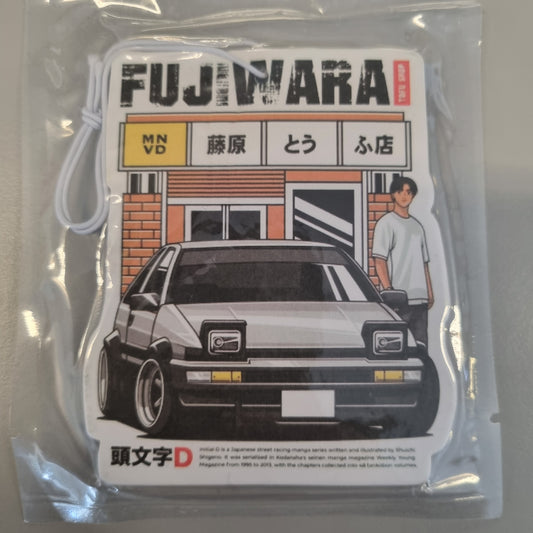 FUJIWARA
TOFU SHOP
MN
VD
藤原
とう
ふ店
頭文字D
Initial D is a Japanese street racing manga series written and illustrated by Shuichi
Shigeno. It was serialized in Kodansha's seinen manga magazine Weekly Young
Magazine from 1995 to 2013, with the chapters collected into 48 tankōbon volumes.